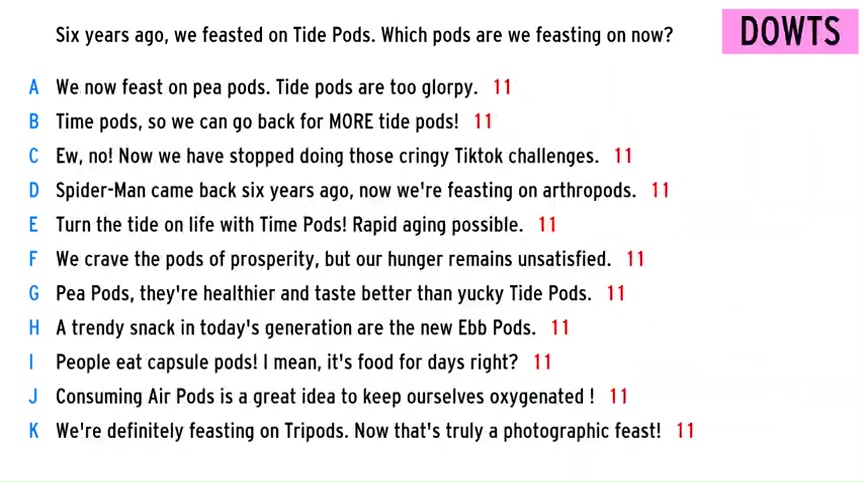 Six years ago, we feasted on Tide Pods. Which pods are we feasting on now?
DOWTS
A We now feast on pea pods. Tide pods are too glorpy. 11
B Time pods, so we can go back for MORE tide pods! 11
C Ew, no! Now we have stopped doing those cringy Tiktok challenges. 11
D Spider-Man came back six years ago, now we're feasting on arthropods. 11
E Turn the tide on life with Time Pods! Rapid aging possible. 11
F We crave the pods of prosperity, but our hunger remains unsatisfied. 11
G Pea Pods, they're healthier and taste better than yucky Tide Pods. 11
H A trendy snack in today's generation are the new Ebb Pods. 11
I People eat capsule pods! I mean, it's food for days right? 11
J Consuming Air Pods is a great idea to keep ourselves oxygenated ! 11
K We're definitely feasting on Tripods. Now that's truly a photographic feast! 11